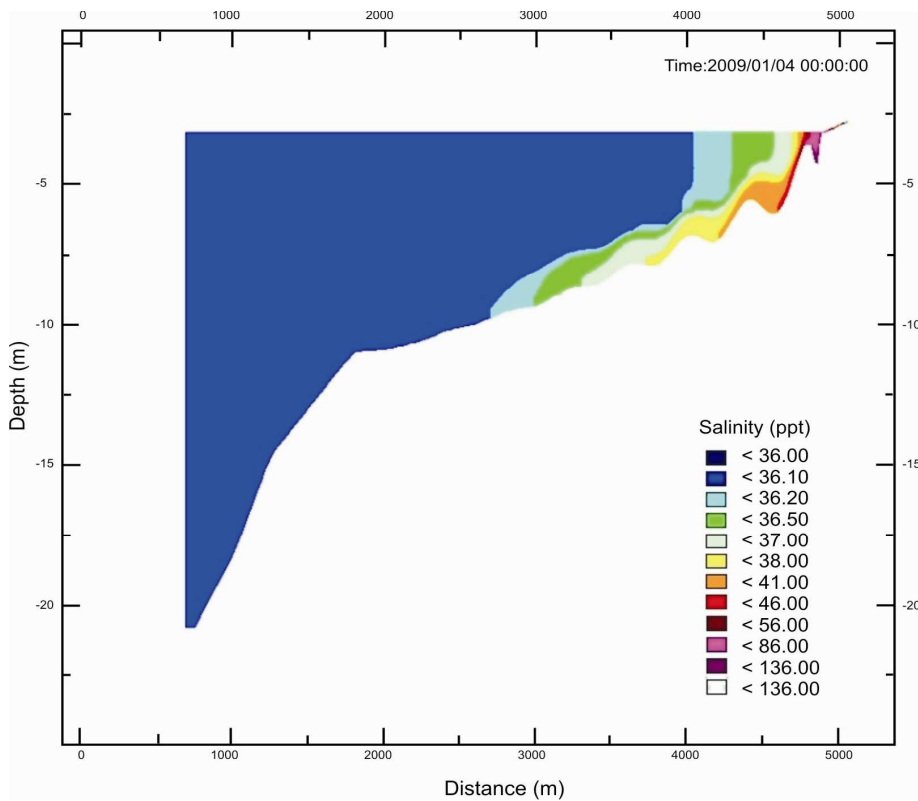 0 1000 2000 3000 4000 5000
Time:2009/01/04 00:00:00
-5 -5
-10 -10
-15 -15
-20 -20
Depth (m)
Salinity (ppt)
< 36.00
< 36.10
< 36.20
< 36.50
< 37.00
< 38.00
< 41.00
< 46.00
< 56.00
< 86.00
< 136.00
< 136.00
0 1000 2000 3000 4000 5000
Distance (m)